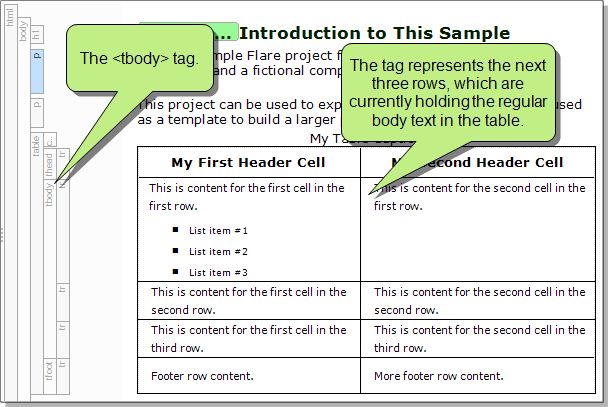 html
body
h1
... Introduction to This Sample
The <tbody> tag.
p
mple Flare project f
The tag represents the next
three rows, which are
currently holding the regular
body text in the table.
and a fictional comp
p
This project can be used to exp
used
as a template to build a larger
table
c...
My Ta
thead
tr
My First Header Cell
M
econd Header Cell
tbody
tr
This is content for the first cell in the
first row.
List item #1
List item #2
List item #3
This is content for the second cell in the
first row.
tr
This is content for the first cell in the
second row.
This is content for the second cell in the
second row.
tr
This is content for the first cell in the
third row.
This is content for the second cell in the
third row.
tfoot
tr
Footer row content.
More footer row content.